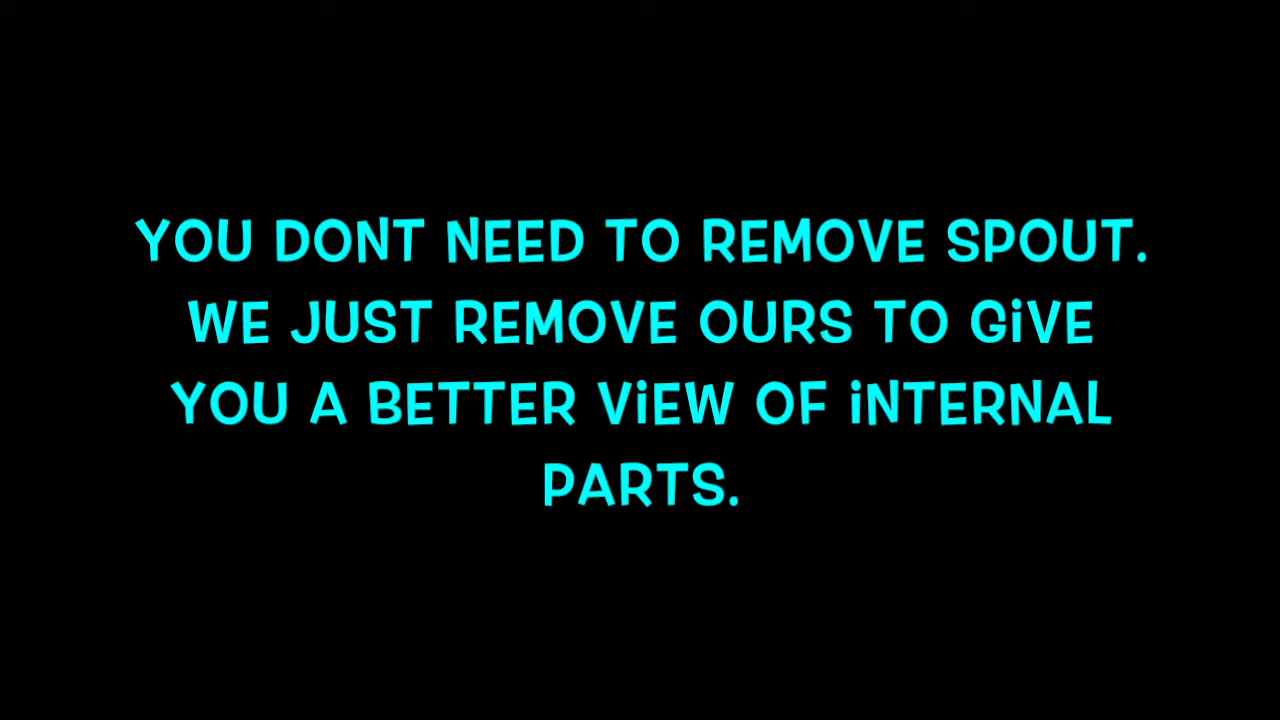 YOU DONT NEED TO REMOVE SPOUT.
WE JUST REMOVE OURS TO GiVE
YOU A BETTER ViEW OF iNTERNAL
PARTS.